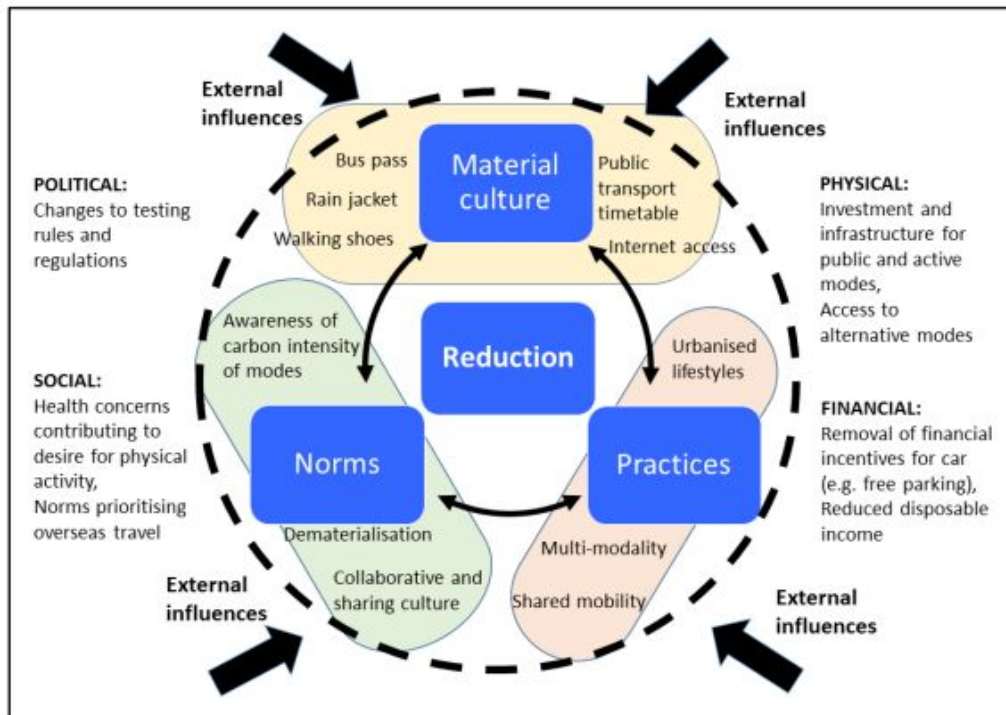 External
influences
External
influences
Bus pass
Rain jacket
Walking shoes
Material
culture
Public
transport
timetable
Internet access
POLITICAL:
Changes to testing
rules and
regulations
PHYSICAL:
Investment and
infrastructure for
public and active
modes,
Access to
alternative modes
Awareness of
carbon intensity
of modes
Reduction
Urbanised
lifestyles
SOCIAL:
Health concerns
contributing to
desire for physical
activity,
Norms prioritising
overseas travel
Norms
Practices
FINANCIAL:
Removal of financial
incentives for car
(e.g. free parking),
Reduced disposable
income
Dematerialisation
Collaborative and
sharing culture
Multi-modality
Shared mobility
External
influences
External
influences